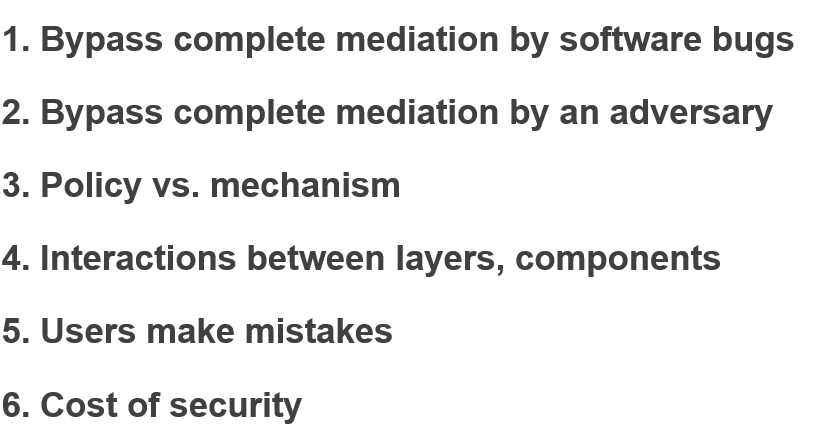 1. Bypass complete mediation by software bugs
2. Bypass complete mediation by an adversary
3. Policy vs. mechanism
4. Interactions between layers, components
5. Users make mistakes
6. Cost of security